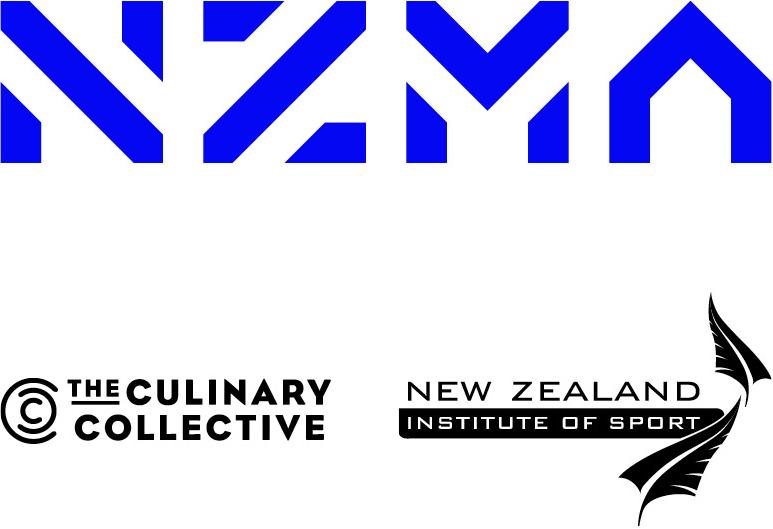 NZMA
THE CULINARY
COLLECTIVE
NEW ZEALAND
INSTITUTE OF SPORT